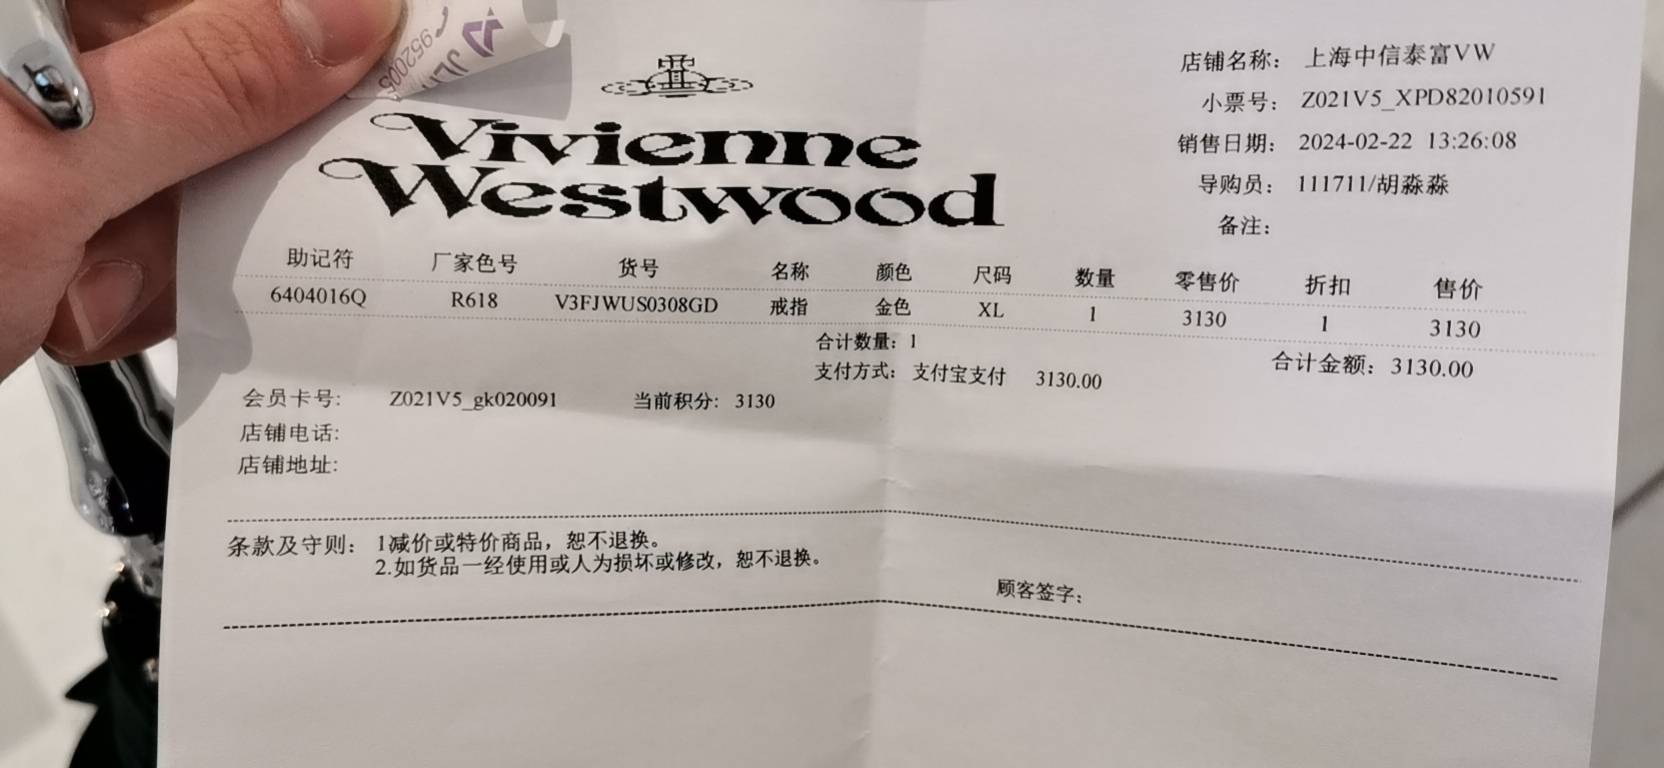 952005
Vivienne
Westwood
店铺名称： 上海中信泰富VW
小票号： Z021V5_XPD82010591
销售日期： 2024-02-22 13:26:08
导购员： 111711/胡淼淼
备注：
助记符 厂家色号 货号 名称 颜色 尺码 数量 零售价 折扣 售价
6404016Q R618 V3FJWUS0308GD 戒指 金色 XL 1 3130 1 3130
合计数量： 1 合计金额： 3130.00
支付方式： 支付宝支付 3130.00
会员卡号： Z021V5_gk020091 当前积分： 3130
店铺电话：
店铺地址：
条款及守则： 1减价或特价商品，恕不退换。
2.如货品一经使用或人为损坏或修改，恕不退换。
顾客签字：